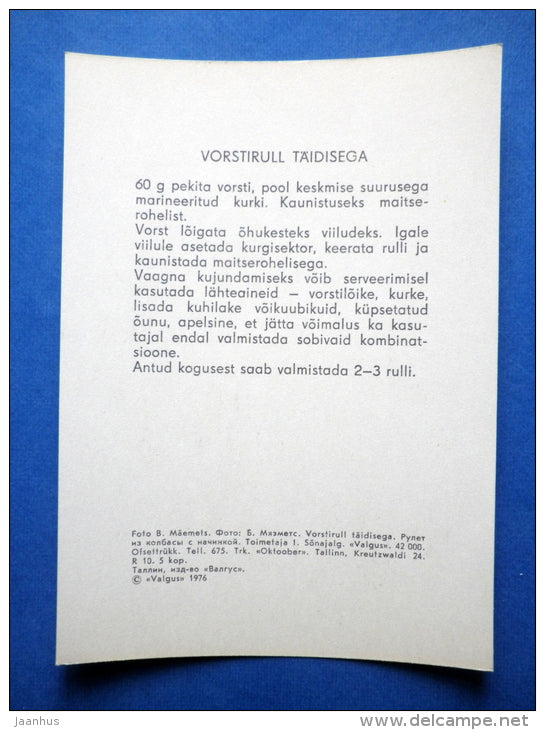 VORSTIRULL TÄIDISEGA
60 g pekita vorsti, pool keskmise suurusega
marineeritud kurki. Kaunistuseks maitse-
rohelist.
Vorst lõigata õhukesteks viiludeks. Igale
viilule asetada kurgisektor, keerata rulli ja
kaunistada maitserohelisega.
Vaagna kujundamiseks võib serveerimisel
kasutada lähteaineid – vorstilõike, kurke,
lisada kuhilake võikuubikuid, küpsetatud
õunu, apelsine, et jätta võimalus ka kasu-
tajal endal valmistada sobivaid kombinat-
sioone.
Antud kogusest saab valmistada 2–3 rulli.
Foto B. Mäemets. Фото: Б. Мяэметс. Vorstirull täidisega. Рулет
из колбасы с начинкой. Toimetaja I. Sõnajalg. «Valgus». 42 000.
Ofsettrükk. Tell. 675. Trk. «Oktoober». Tallinn, Kreutzwaldi 24.
R 10. 5 kop.
Таллин, изд-во «Валгус».
© «Valgus» 1976
jaanhus
www.delcampe.net